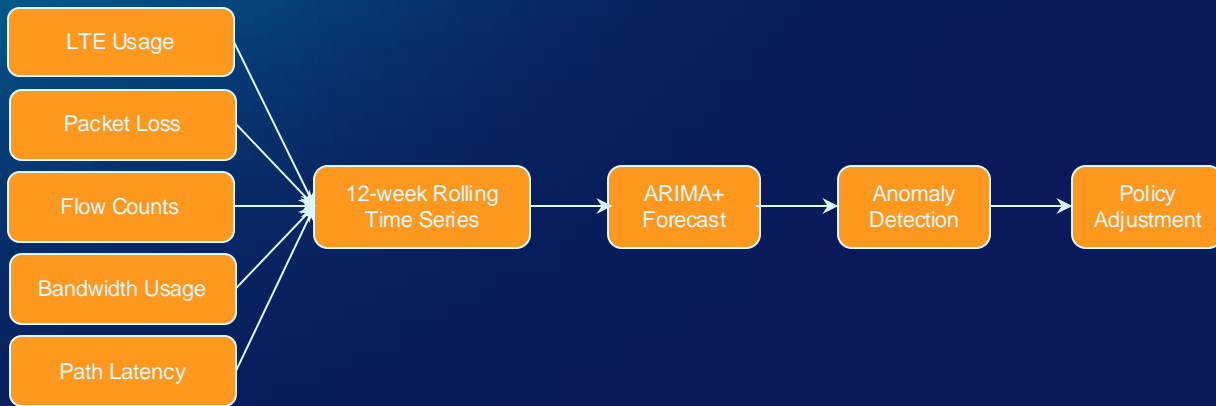 LTE Usage
Packet Loss
Flow Counts
Bandwidth Usage
Path Latency
12-week Rolling
Time Series
ARIMA+
Forecast
Anomaly
Detection
Policy
Adjustment